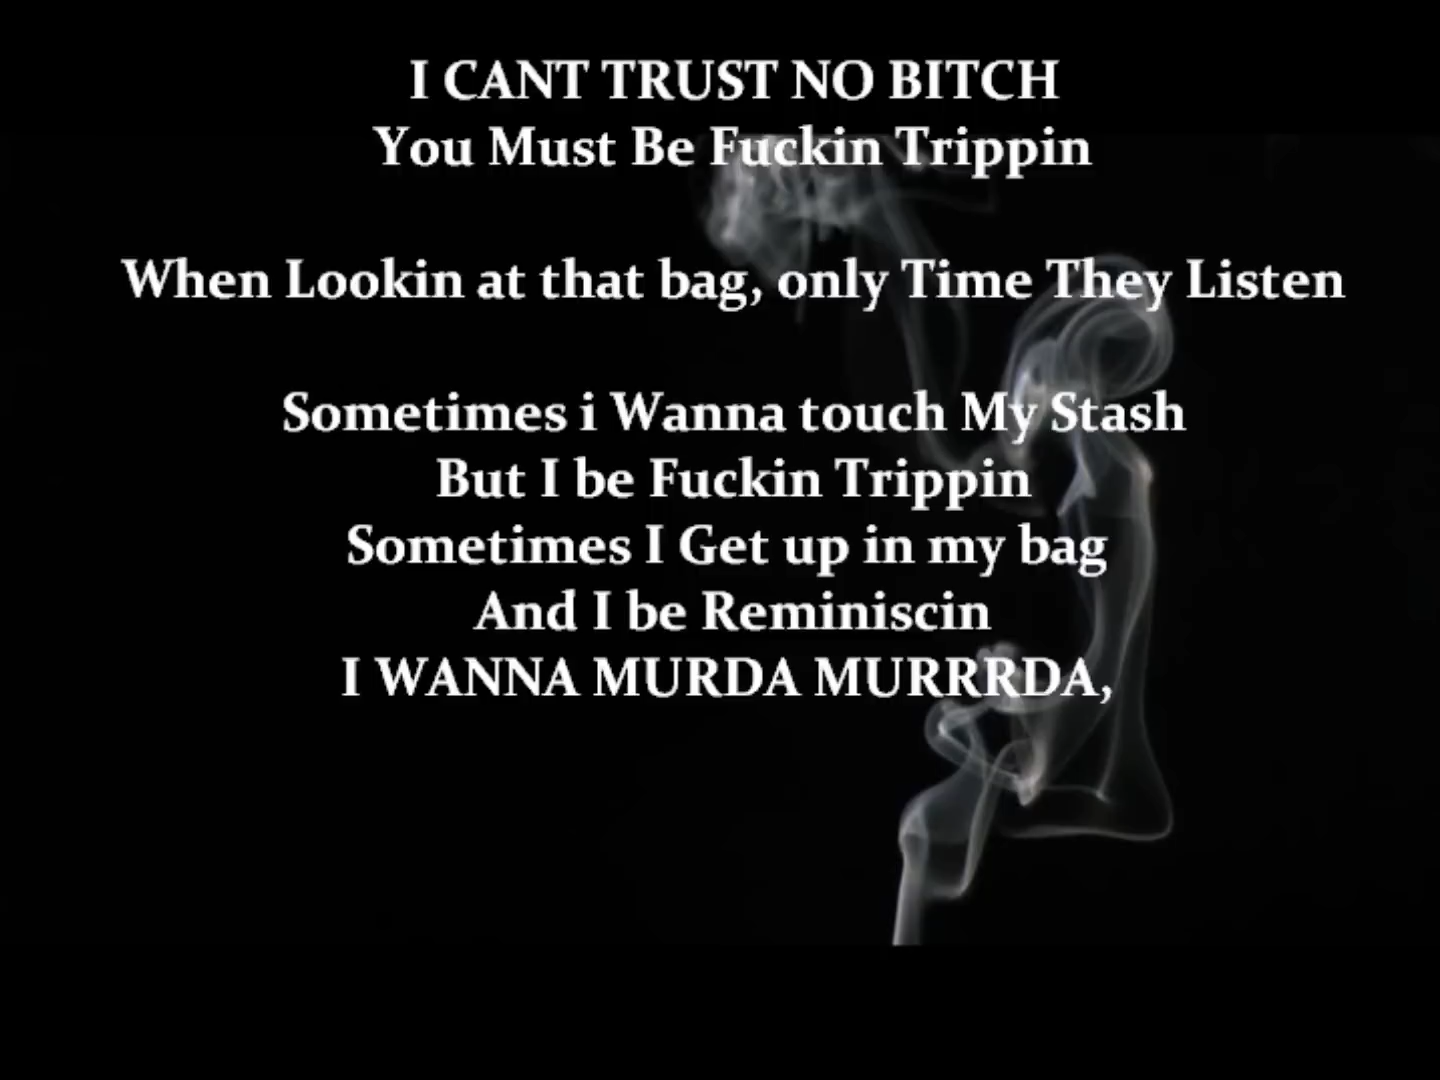 I CANT TRUST NO BITCH
You Must Be Fuckin Trippin
When Lookin at that bag, only Time They Listen
Sometimes i Wanna touch My Stash
But I be Fuckin Trippin
Sometimes I Get up in my bag
And I be Reminiscin
I WANNA MURDA MURRRDA,